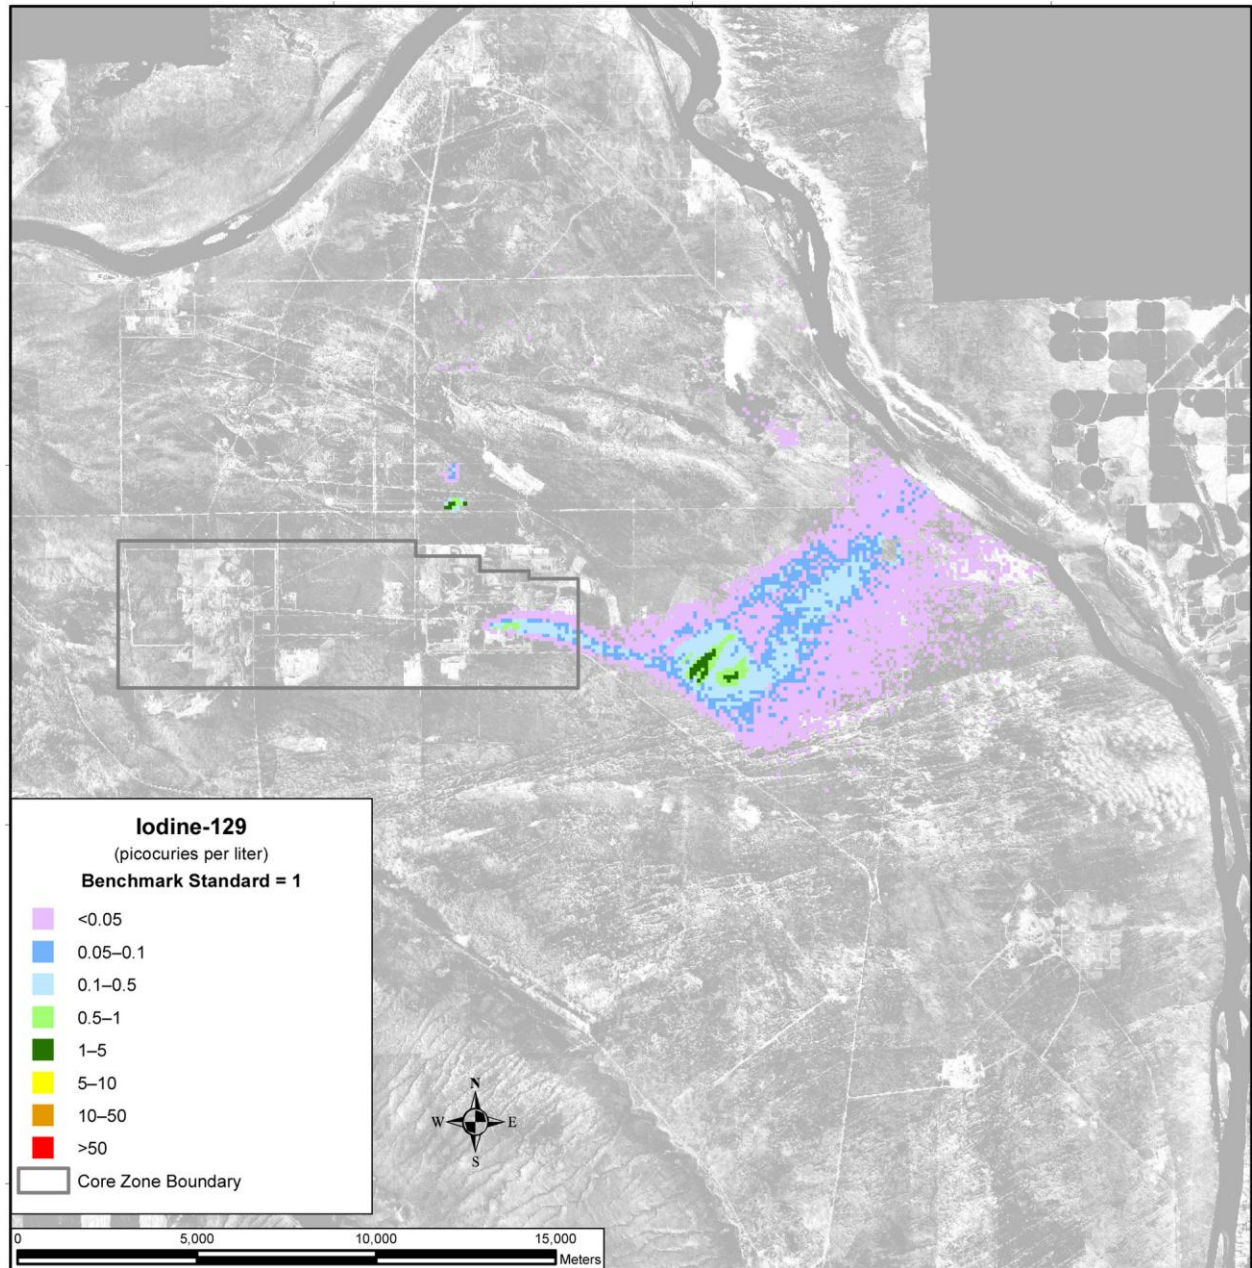 Iodine-129
(picocuries per liter)
Benchmark Standard = 1
<0.05
0.05–0.1
0.1–0.5
0.5–1
1–5
5–10
10–50
>50
Core Zone Boundary
N
W E
S
0 5,000 10,000 15,000
Meters